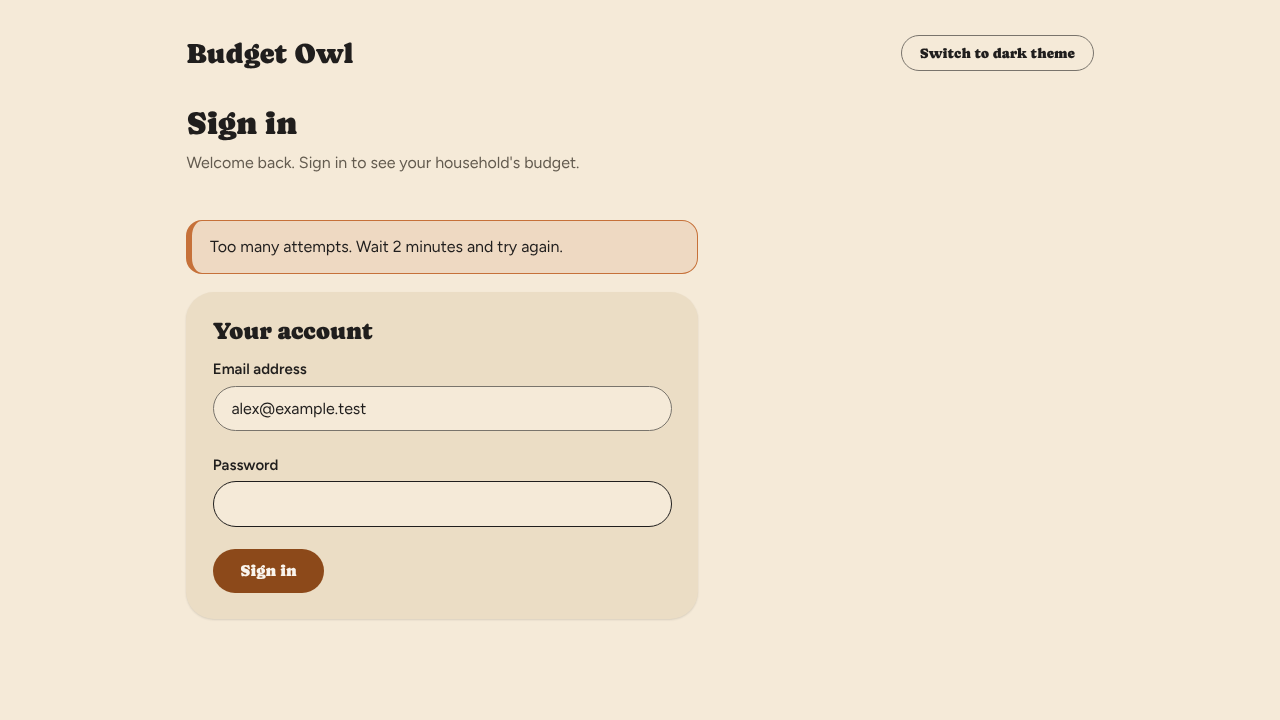 Budget Owl
Switch to dark theme
Sign in
Welcome back. Sign in to see your household's budget.
Too many attempts. Wait 2 minutes and try again.
Your account
Email address
alex@example.test
Password
Sign in